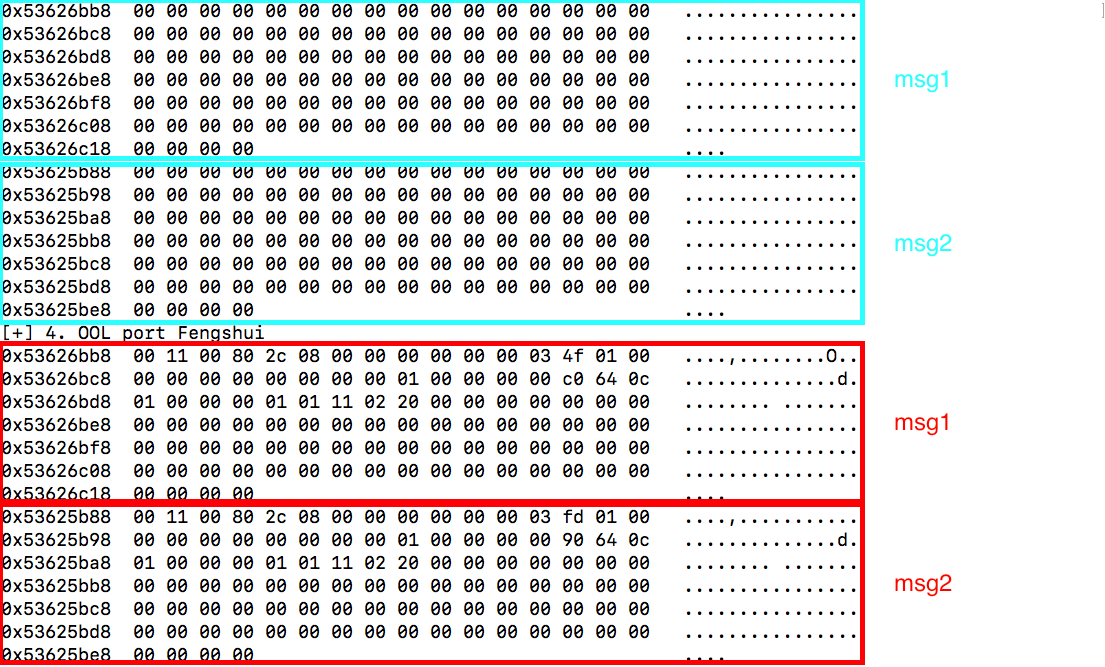 0x53626bb8  00 00 00 00 00 00 00 00 00 00 00 00 00 00 00 00   ................
0x53626bc8  00 00 00 00 00 00 00 00 00 00 00 00 00 00 00 00   ................
0x53626bd8  00 00 00 00 00 00 00 00 00 00 00 00 00 00 00 00   ................
0x53626be8  00 00 00 00 00 00 00 00 00 00 00 00 00 00 00 00   ................
msg1
0x53626bf8  00 00 00 00 00 00 00 00 00 00 00 00 00 00 00 00   ................
0x53626c08  00 00 00 00 00 00 00 00 00 00 00 00 00 00 00 00   ................
0x53626c18  00 00 00 00   ....
0x53625b88  00 00 00 00 00 00 00 00 00 00 00 00 00 00 00 00   ................
0x53625b98  00 00 00 00 00 00 00 00 00 00 00 00 00 00 00 00   ................
0x53625ba8  00 00 00 00 00 00 00 00 00 00 00 00 00 00 00 00   ................
0x53625bb8  00 00 00 00 00 00 00 00 00 00 00 00 00 00 00 00   ................
msg2
0x53625bc8  00 00 00 00 00 00 00 00 00 00 00 00 00 00 00 00   ................
0x53625bd8  00 00 00 00 00 00 00 00 00 00 00 00 00 00 00 00   ................
0x53625be8  00 00 00 00   ....
[+] 4. OOL port Fengshui
0x53626bb8  00 11 00 80 2c 08 00 00 00 00 00 00 03 4f 01 00   ....,........O..
0x53626bc8  00 00 00 00 00 00 00 00 01 00 00 00 00 c0 64 0c   ..............d.
0x53626bd8  01 00 00 00 01 01 11 02 20 00 00 00 00 00 00 00   ........ .......
0x53626be8  00 00 00 00 00 00 00 00 00 00 00 00 00 00 00 00   ................
msg1
0x53626bf8  00 00 00 00 00 00 00 00 00 00 00 00 00 00 00 00   ................
0x53626c08  00 00 00 00 00 00 00 00 00 00 00 00 00 00 00 00   ................
0x53626c18  00 00 00 00   ....
0x53625b88  00 11 00 80 2c 08 00 00 00 00 00 00 03 fd 01 00   ....,...........
0x53625b98  00 00 00 00 00 00 00 00 01 00 00 00 00 90 64 0c   ..............d.
0x53625ba8  01 00 00 00 01 01 11 02 20 00 00 00 00 00 00 00   ........ .......
0x53625bb8  00 00 00 00 00 00 00 00 00 00 00 00 00 00 00 00   ................
msg2
0x53625bc8  00 00 00 00 00 00 00 00 00 00 00 00 00 00 00 00   ................
0x53625bd8  00 00 00 00 00 00 00 00 00 00 00 00 00 00 00 00   ................
0x53625be8  00 00 00 00   ....